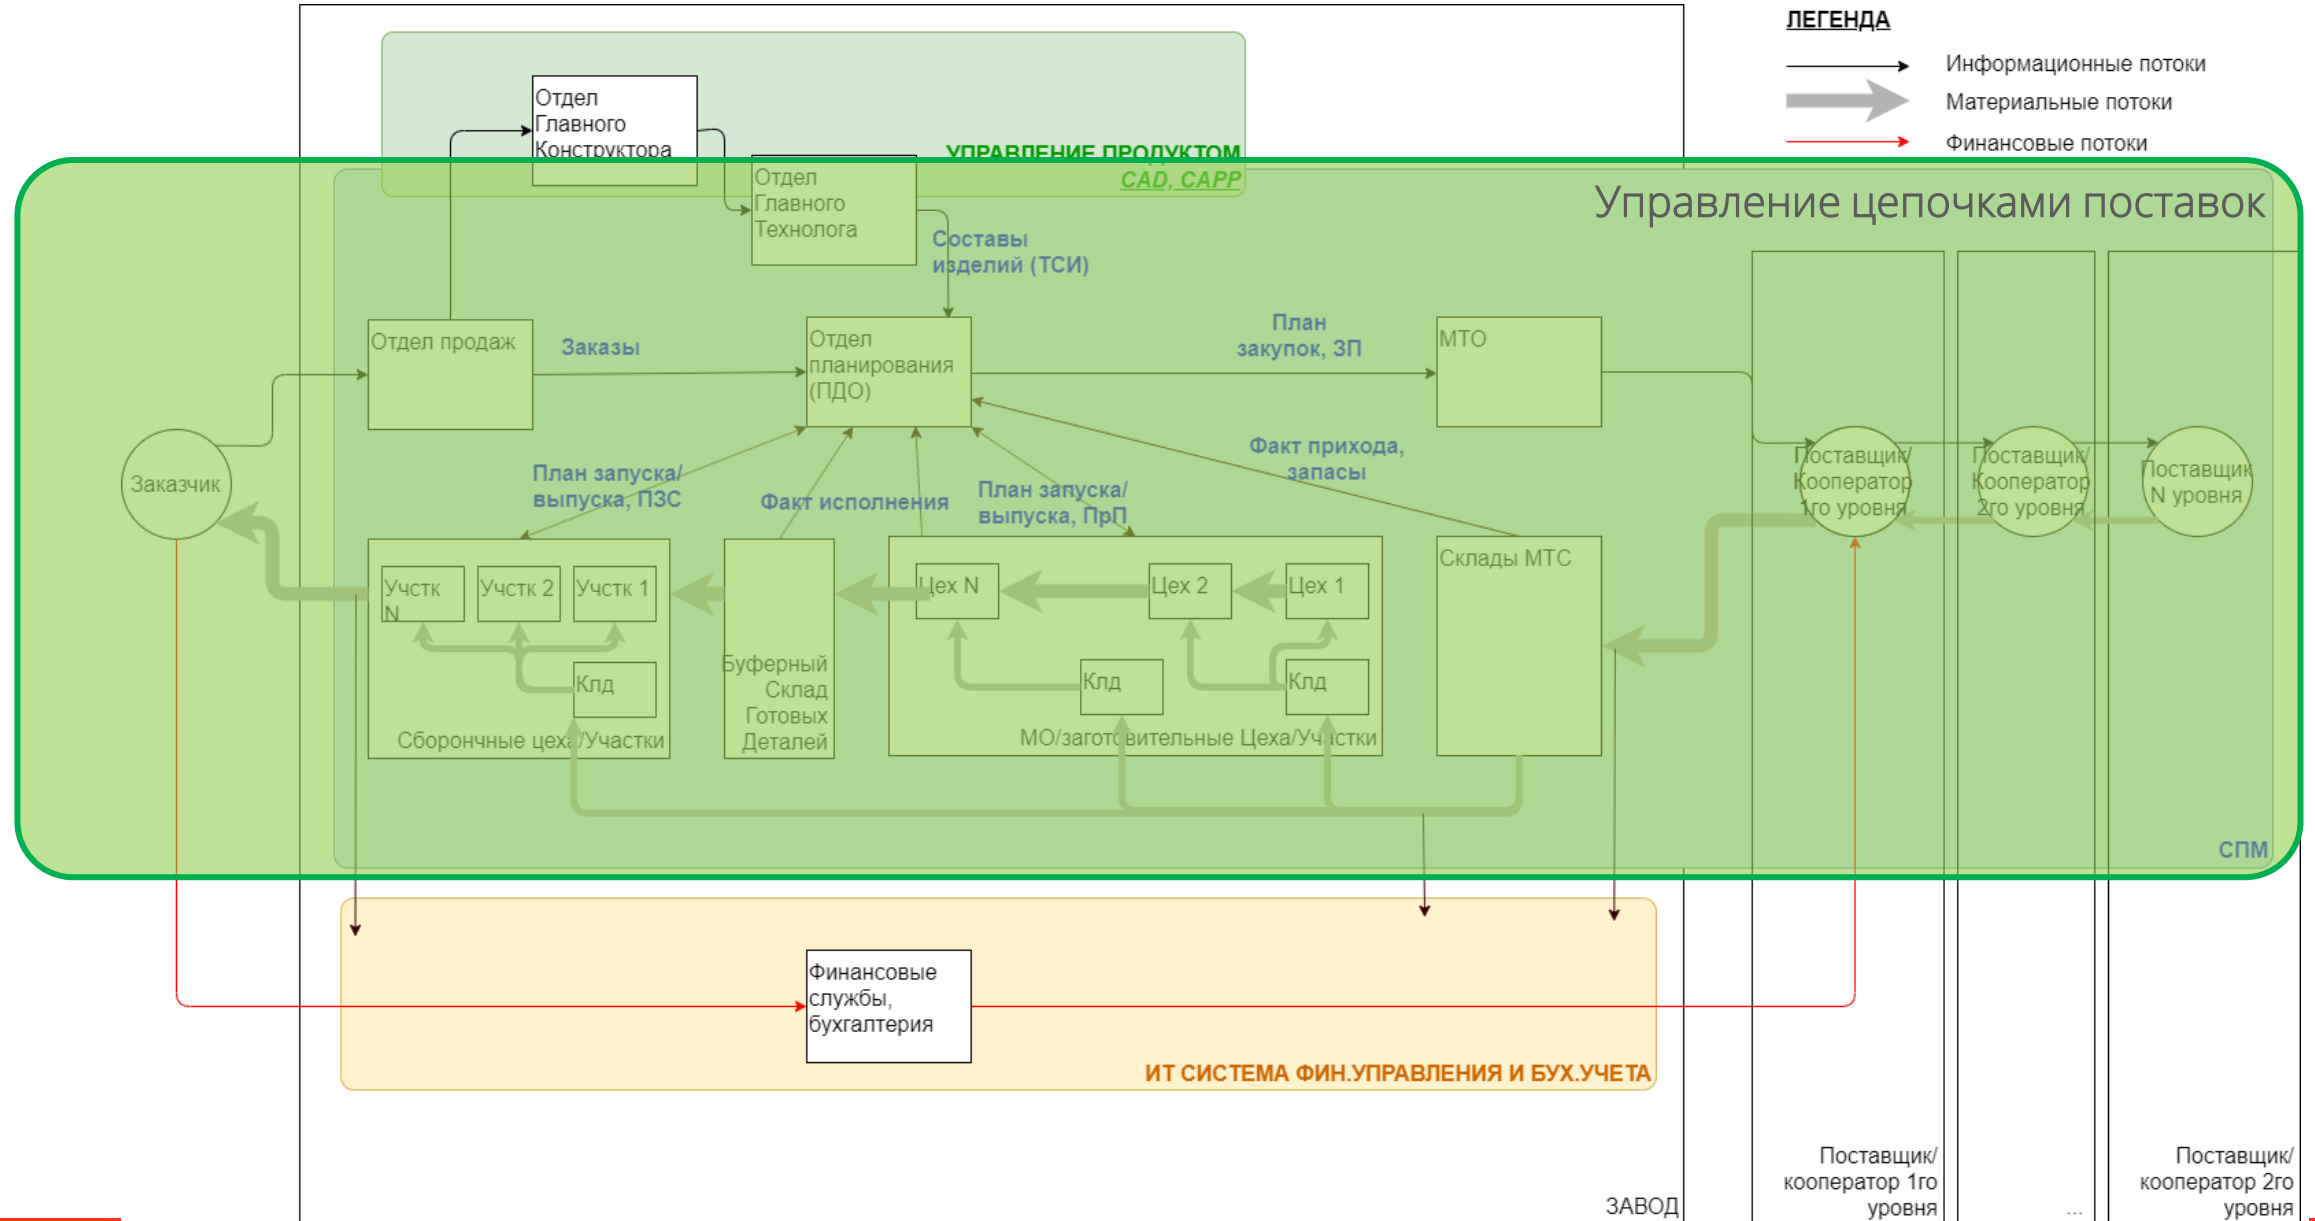 ЛЕГЕНДА
Информационные потоки
Материальные потоки
Финансовые потоки
Отдел
Главного
Конструктора
УПРАВЛЕНИЕ ПРОДУКТОМ
CAD, CAPP
Отдел
Главного
Технолога
Управление цепочками поставок
Составы
изделий (ТСИ)
Отдел продаж
Заказы
Отдел
планирования
(ПДО)
План
закупок, ЗП
МТО
Заказчик
План запуска/
выпуска, ПЗС
Факт исполнения
План запуска/
выпуска, ПрП
Факт прихода,
запасы
Поставщик/
Кооператор
1го уровня
Поставщик/
Кооператор
2го уровня
Поставщик
N уровня
Учстк
N
Учстк 2
Учстк 1
Клд
Сборончные цеха/Участки
Буферный
Склад
Готовых
Деталей
Цех N
Цех 2
Цех 1
Клд
Клд
МО/заготовительные Цеха/Участки
Склады МТС
СПМ
Финансовые
службы,
бухгалтерия
ИТ СИСТЕМА ФИН.УПРАВЛЕНИЯ И БУХ.УЧЕТА
ЗАВОД
Поставщик/
кооператор 1го
уровня
...
Поставщик/
кооператор 2го
уровня